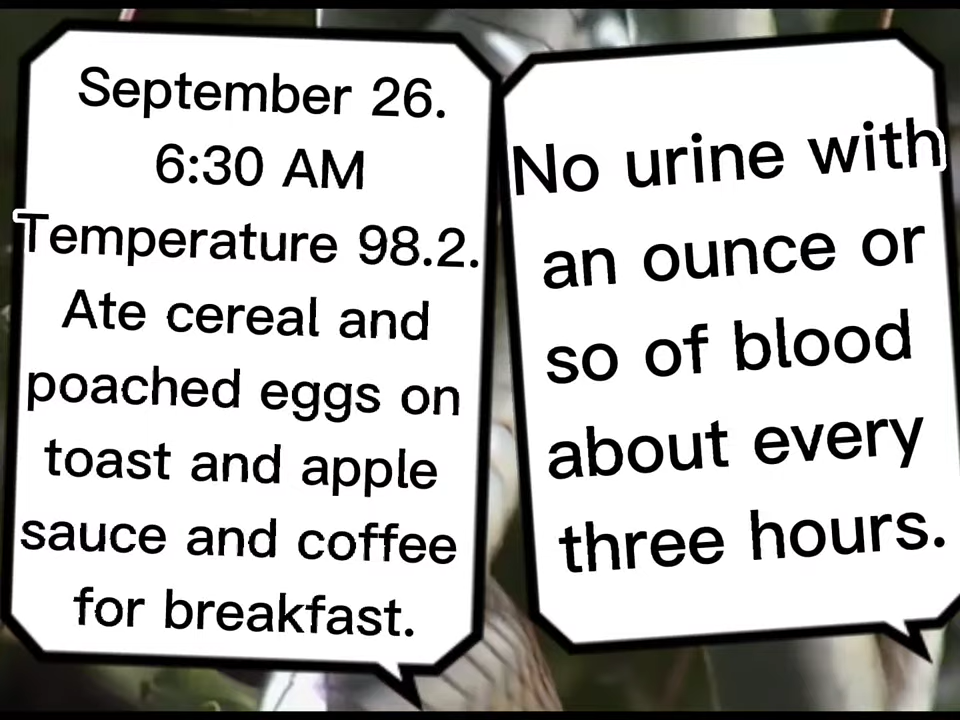 September 26.
6:30 AM
Temperature 98.2.
Ate cereal and
poached eggs on
toast and apple
sauce and coffee
for breakfast.
No urine with
an ounce or
so of blood
about every
three hours.